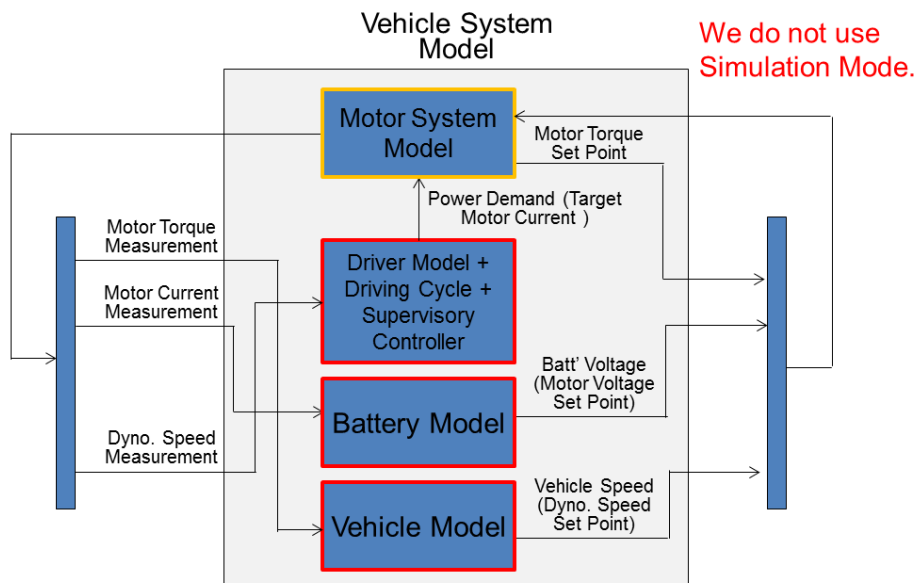 Vehicle System
Model
We do not use
Simulation Mode.
Motor System
Model
Motor Torque
Set Point
Power Demand (Target
Motor Current )
Motor Torque
Measurement
Driver Model +
Driving Cycle +
Supervisory
Controller
Motor Current
Measurement
Batt' Voltage
(Motor Voltage
Set Point)
Battery Model
Dyno. Speed
Measurement
Vehicle Speed
(Dyno. Speed
Set Point)
Vehicle Model